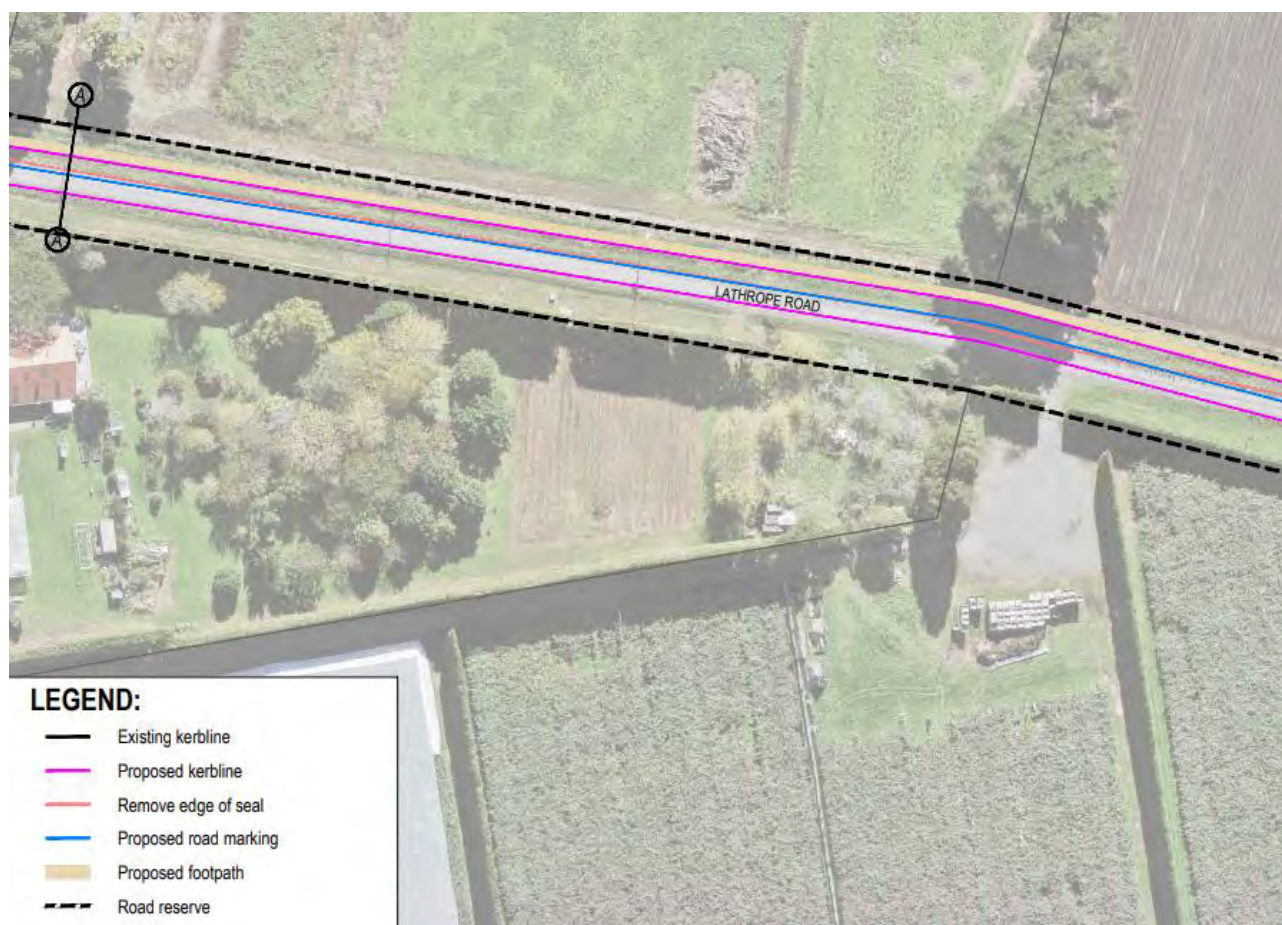 A
A
LATHROPE ROAD
LEGEND:
Existing kerbline
Proposed kerbline
Remove edge of seal
Proposed road marking
Proposed footpath
Road reserve